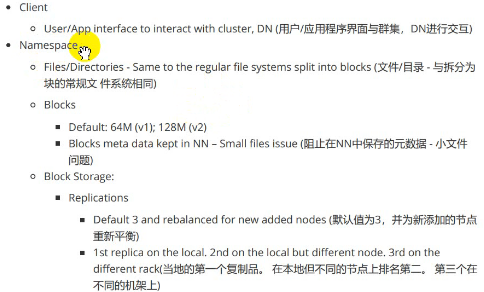 Client
User/App interface to interact with cluster, DN (用户/应用程序界面与群集，DN进行交互)
Namespace
Files/Directories - Same to the regular file systems split into blocks (文件/目录 - 与拆分为
块的常规文 件系统相同)
Blocks
Default: 64M (v1); 128M (v2)
Blocks meta data kept in NN – Small files issue (阻止在NN中保存的元数据 - 小文件
问题)
Block Storage:
Replications
Default 3 and rebalanced for new added nodes (默认值为3，并为新添加的节点
重新平衡)
1st replica on the local. 2nd on the local but different node. 3rd on the
different rack(当地的第一个复制品。 在本地但不同的节点上排名第二。 第三个在
不同的机架上)